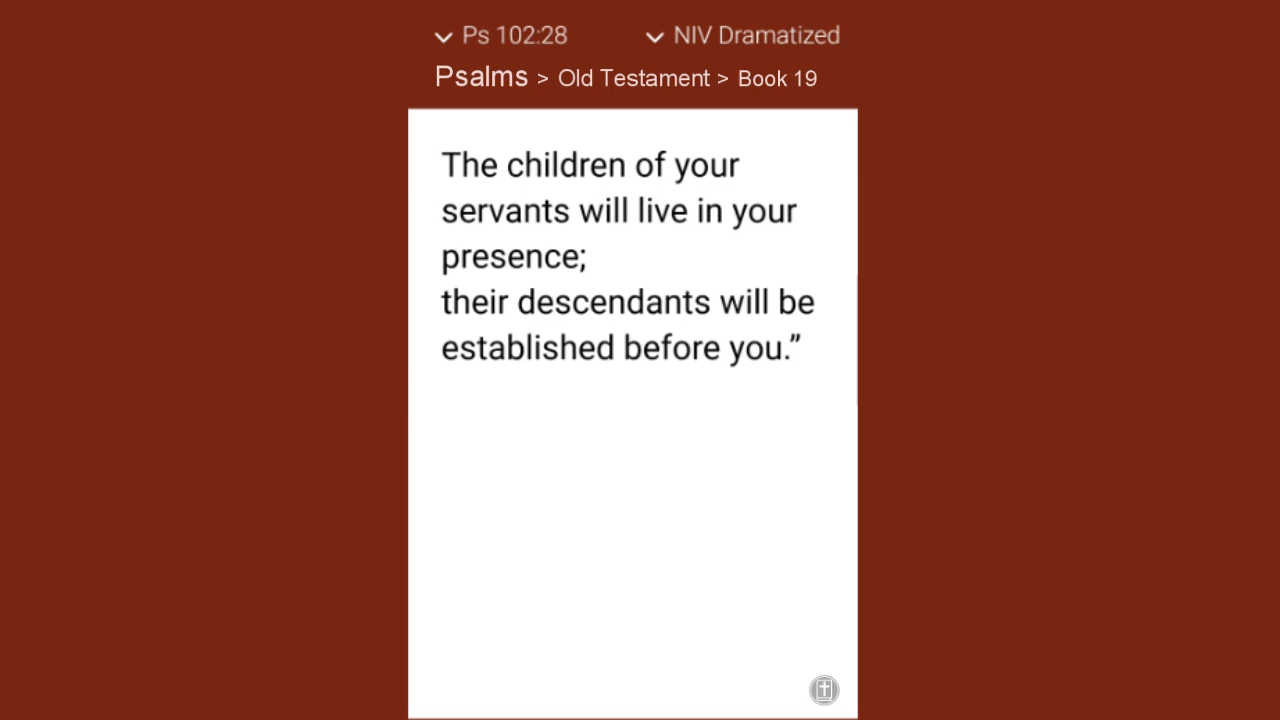 Ps 102:28 NIV Dramatized
Psalms > Old Testament > Book 19
The children of your
servants will live in your
presence;
their descendants will be
established before you.”